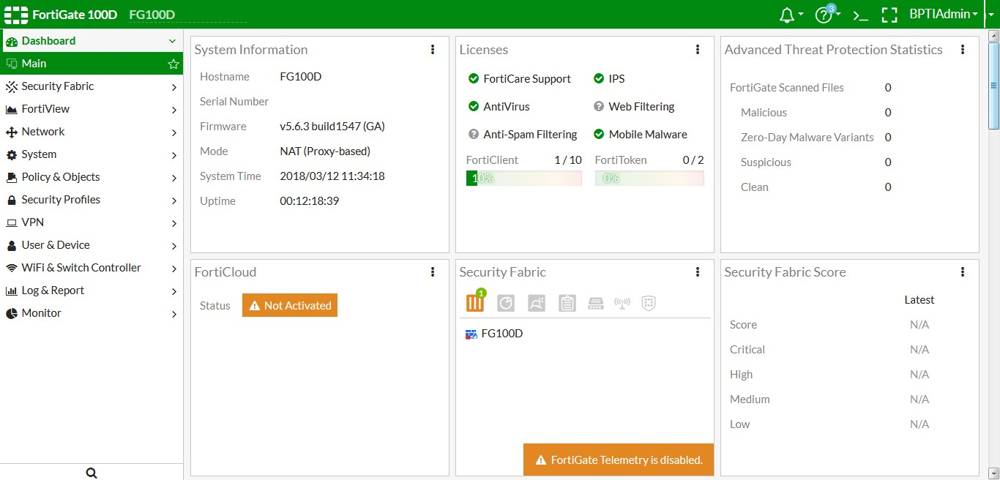 FortiGate 100D FG100D
3
BPTIAdmin
Dashboard
Main
Security Fabric
FortiView
Network
System
Policy & Objects
Security Profiles
VPN
User & Device
WiFi & Switch Controller
Log & Report
Monitor
System Information
Hostname FG100D
Serial Number
Firmware v5.6.3 build1547 (GA)
Mode NAT (Proxy-based)
System Time 2018/03/12 11:34:18
Uptime 00:12:18:39
Licenses
FortiCare Support IPS
AntiVirus Web Filtering
Anti-Spam Filtering Mobile Malware
FortiClient 1 / 10 FortiToken 0 / 2
10% 0%
Advanced Threat Protection Statistics
FortiGate Scanned Files 0
Malicious 0
Zero-Day Malware Variants 0
Suspicious 0
Clean 0
FortiCloud
Status Not Activated
Security Fabric
1
FG100D
FortiGate Telemetry is disabled.
Security Fabric Score
Latest
Score N/A
Critical N/A
High N/A
Medium N/A
Low N/A